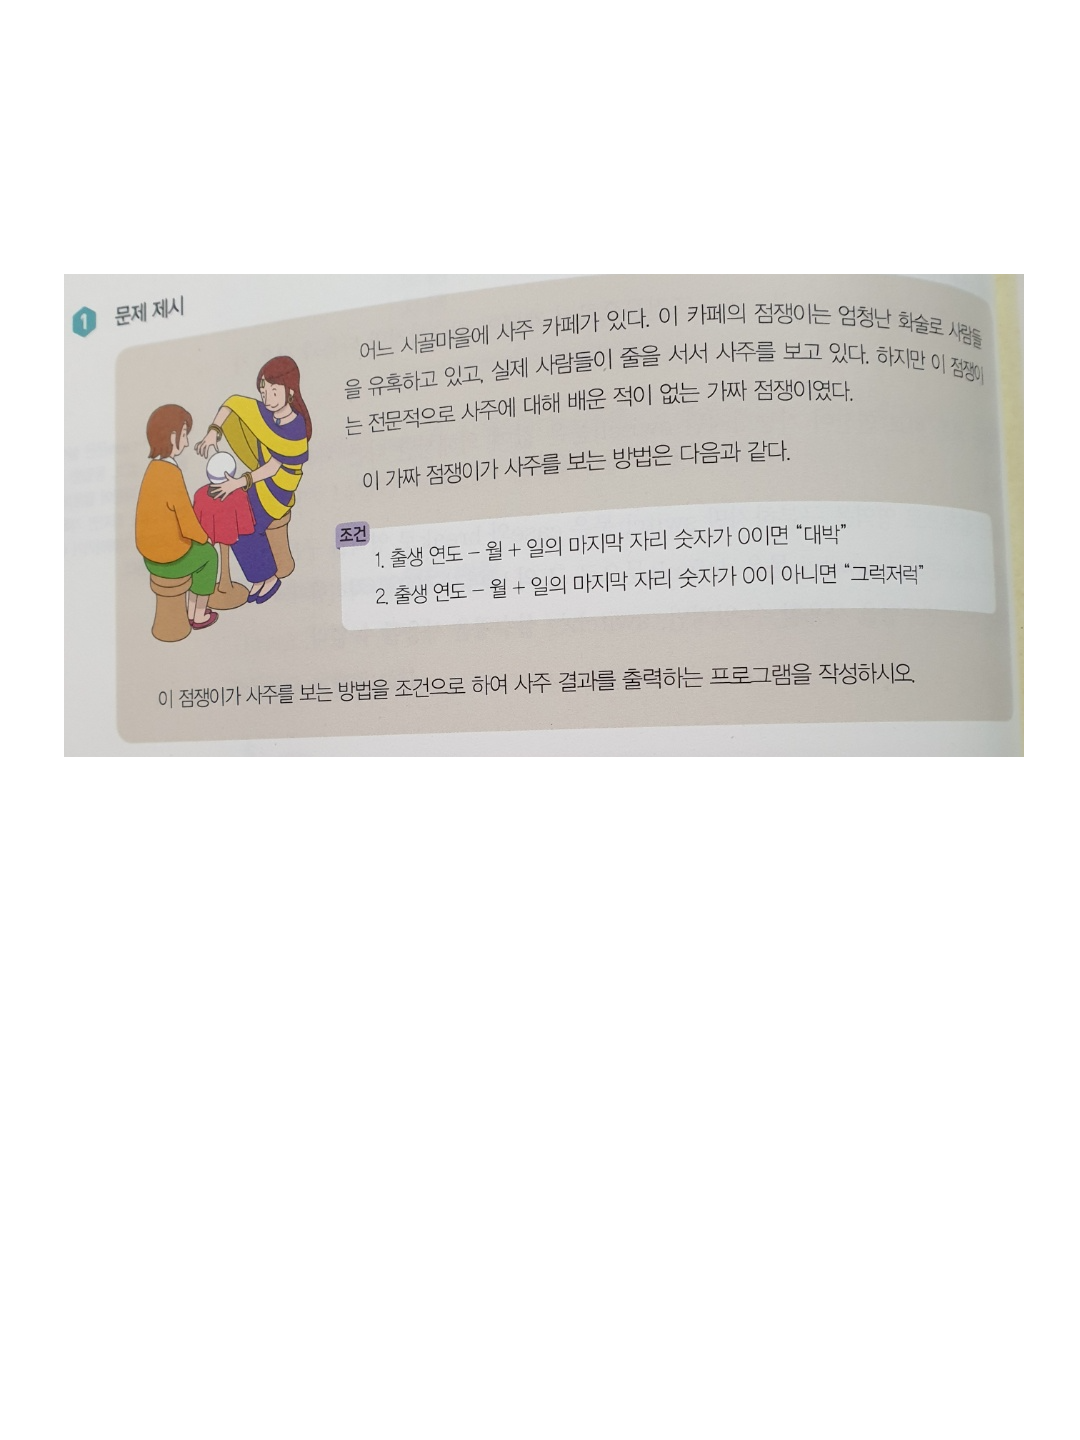 1 문제 제시
어느 시골마을에 사주 카페가 있다. 이 카페의 점쟁이는 엄청난 화술로 사람들
을 유혹하고 있고, 실제 사람들이 줄을 서서 사주를 보고 있다. 하지만 이 점쟁이
는 전문적으로 사주에 대해 배운 적이 없는 가짜 점쟁이였다.
이 가짜 점쟁이가 사주를 보는 방법은 다음과 같다.
조건
1. 출생 연도 - 월 + 일의 마지막 자리 숫자가 0이면 “대박”
2. 출생 연도 - 월 + 일의 마지막 자리 숫자가 0이 아니면 “그럭저럭”
이 점쟁이가 사주를 보는 방법을 조건으로 하여 사주 결과를 출력하는 프로그램을 작성하시오.